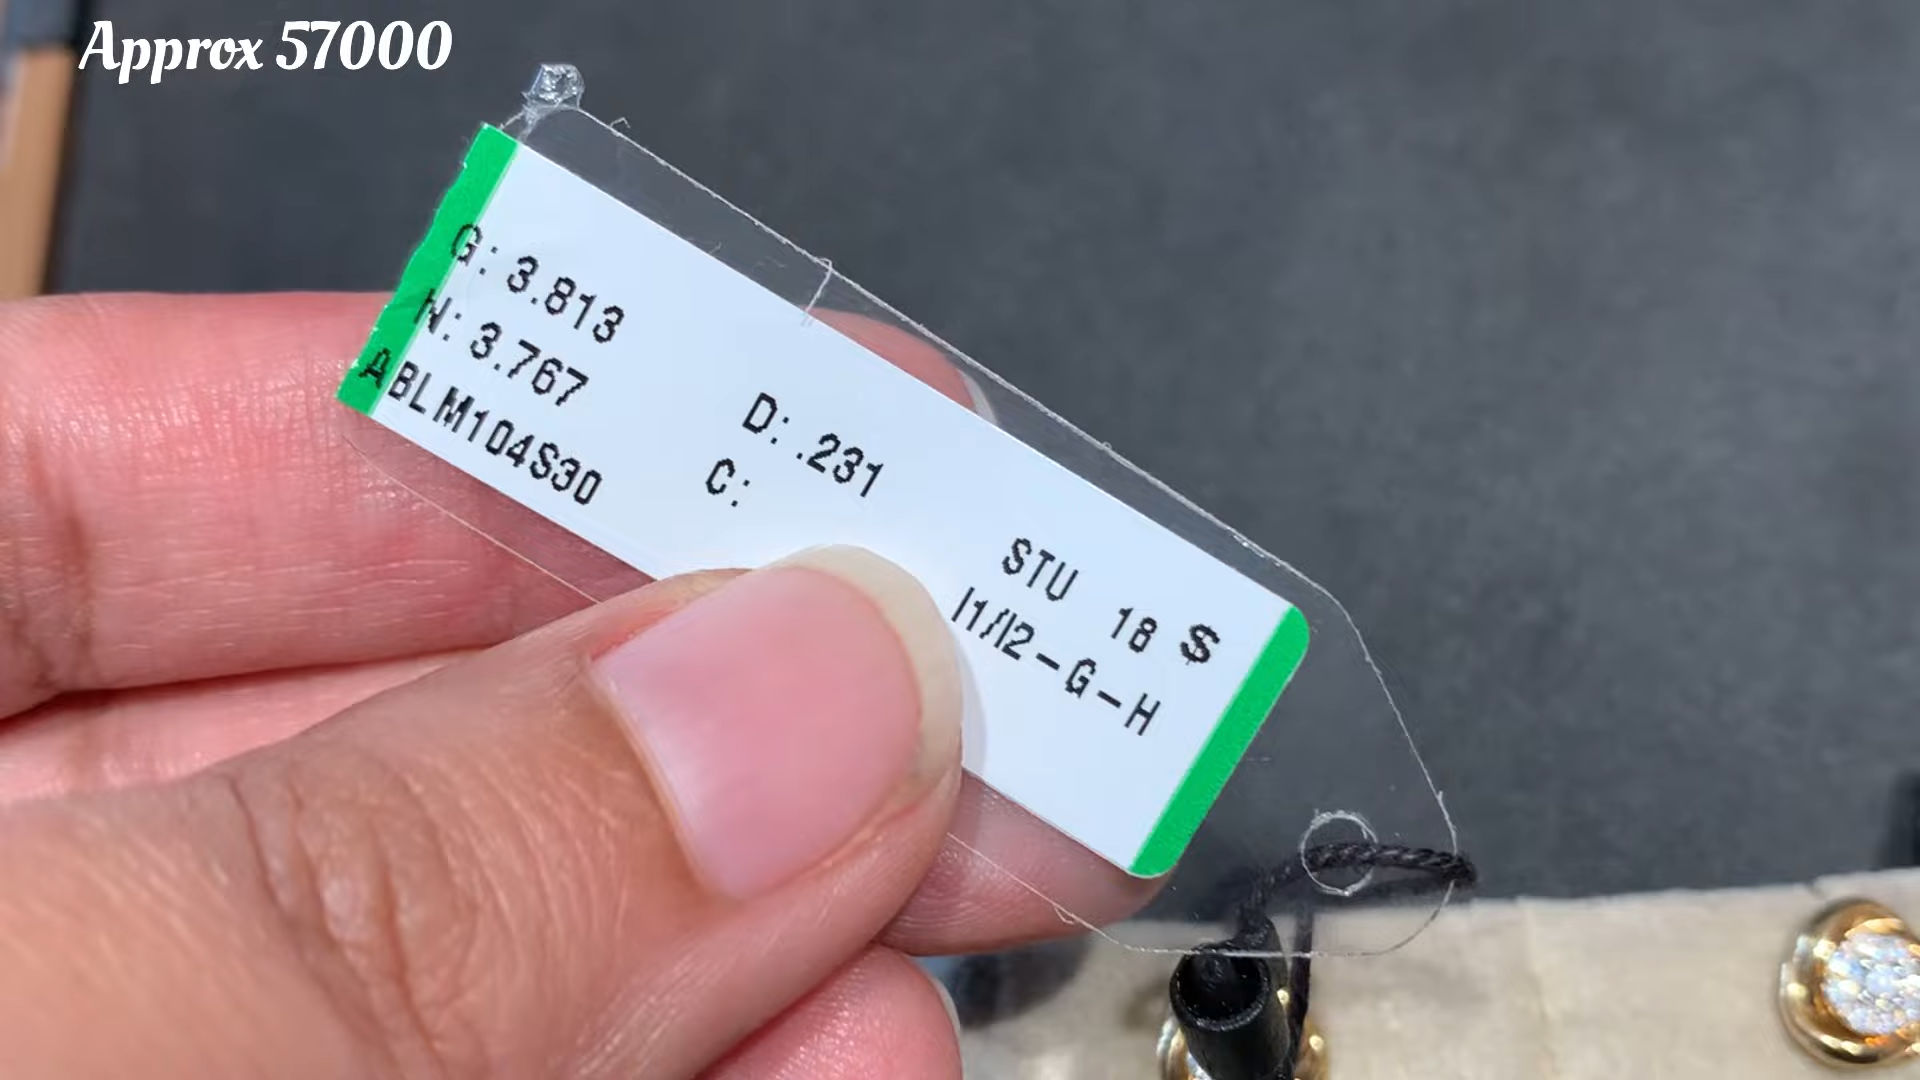 Approx 57000
G: 3.813
N: 3.767
ABLM104S30
D: .231
C:
STU 18 $
I1/I2-G-H